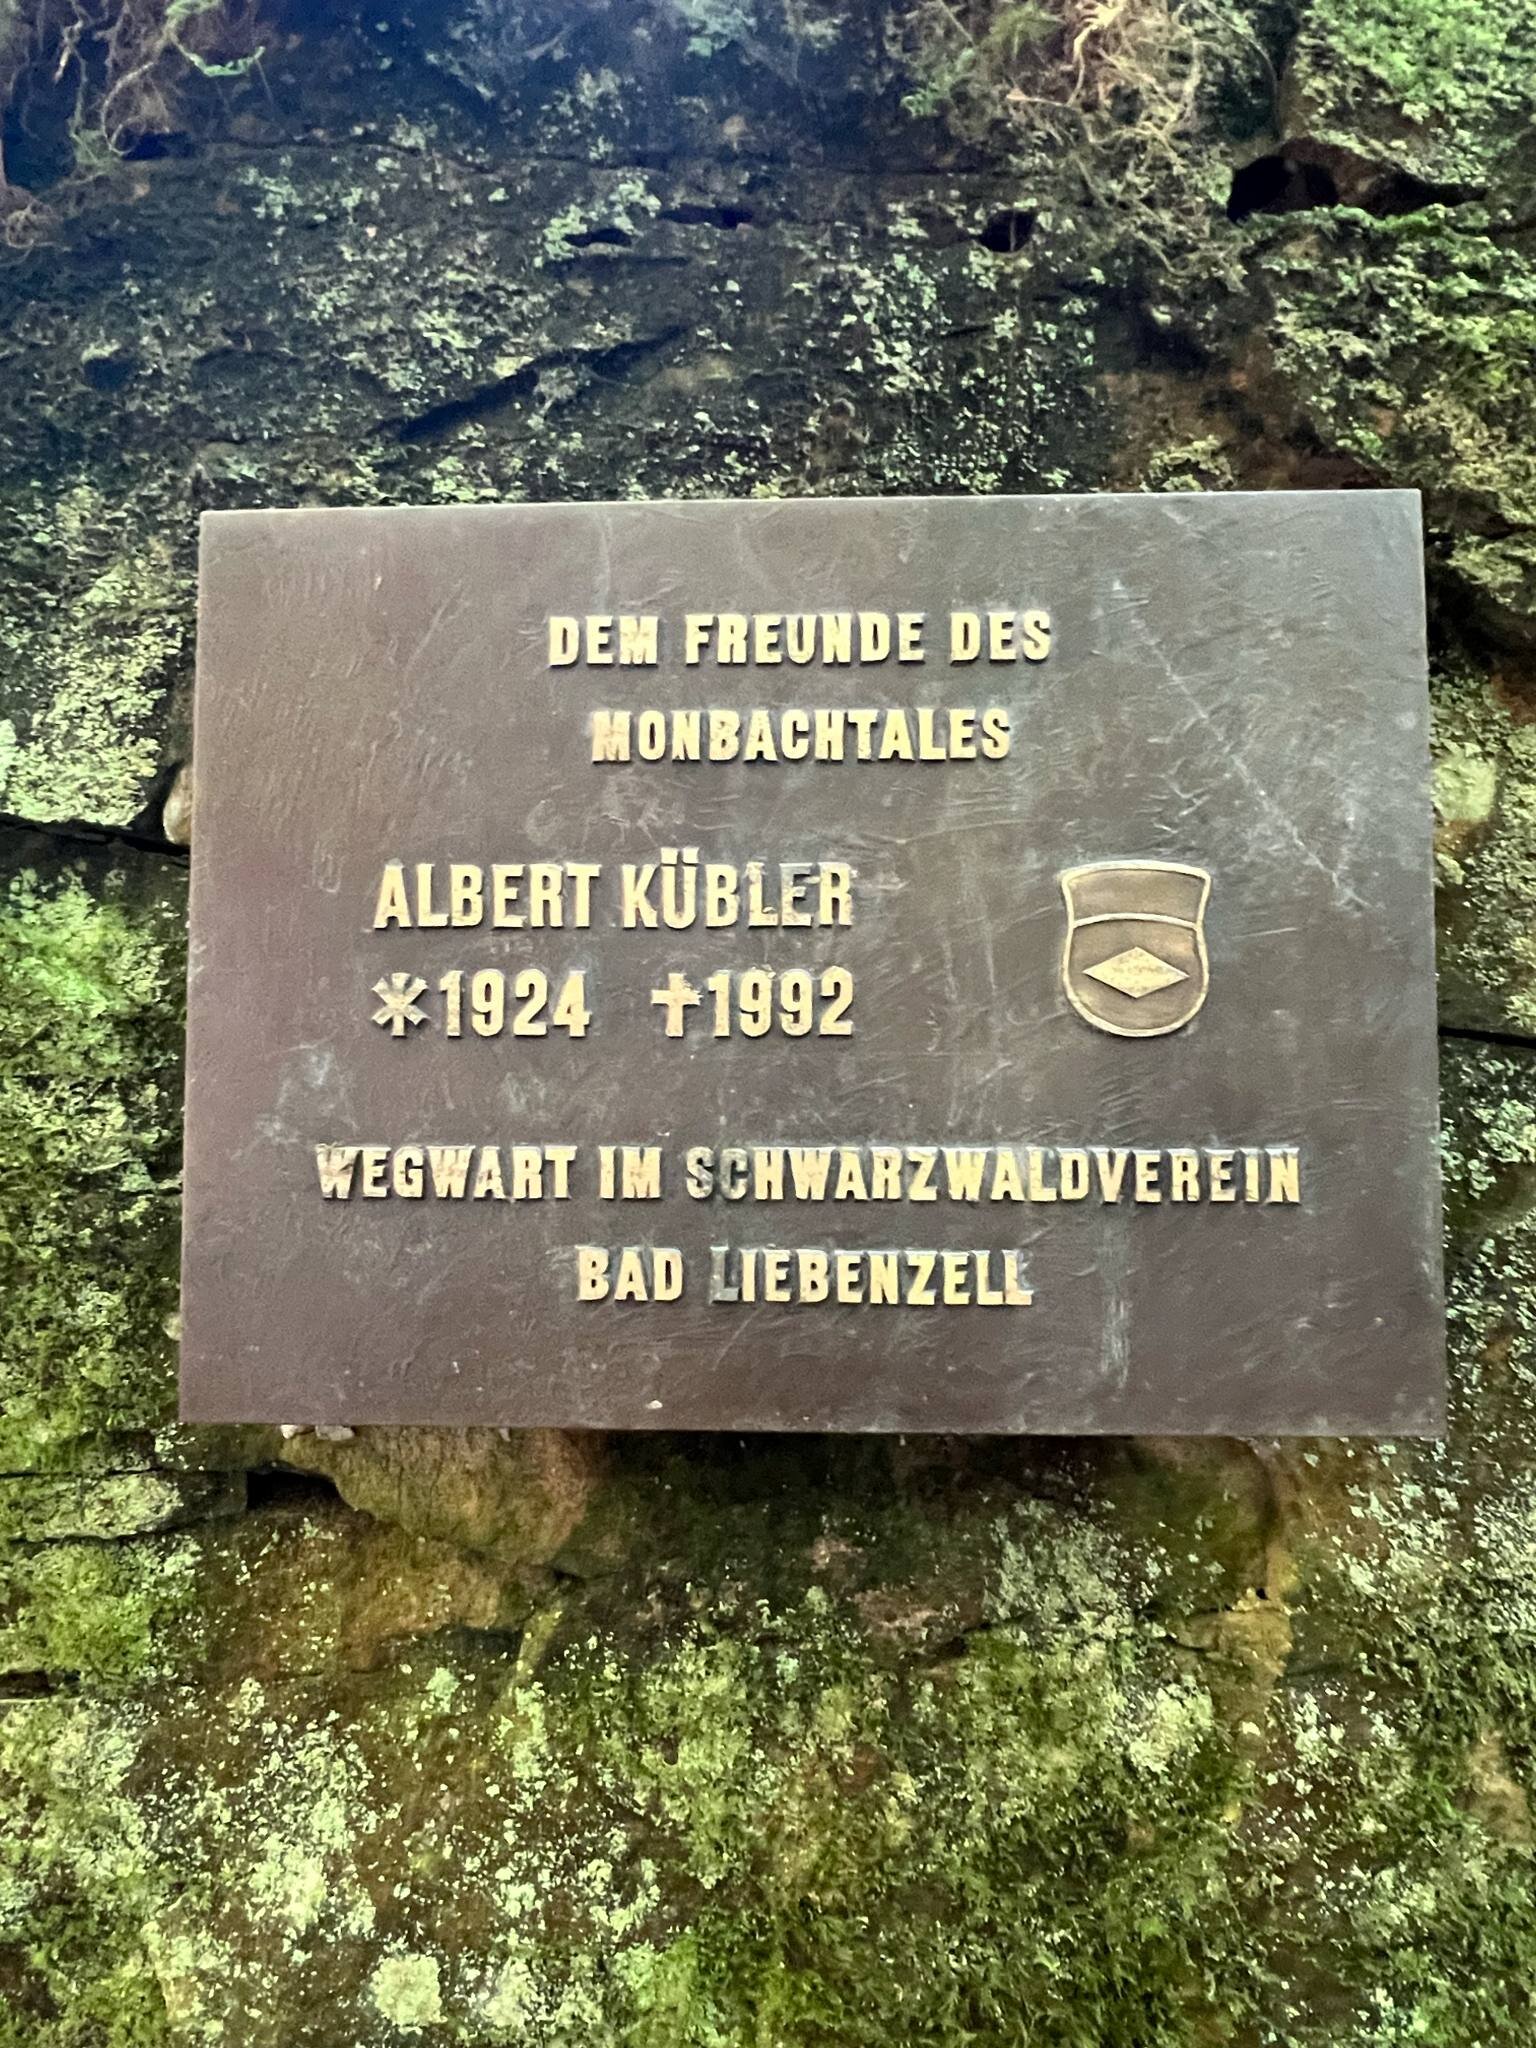 DEM FREUNDE DES
MONBACHTALES
ALBERT KÜBLER
*1924 †1992
WEGWART IM SCHWARZWALDVEREIN
BAD LIEBENZELL